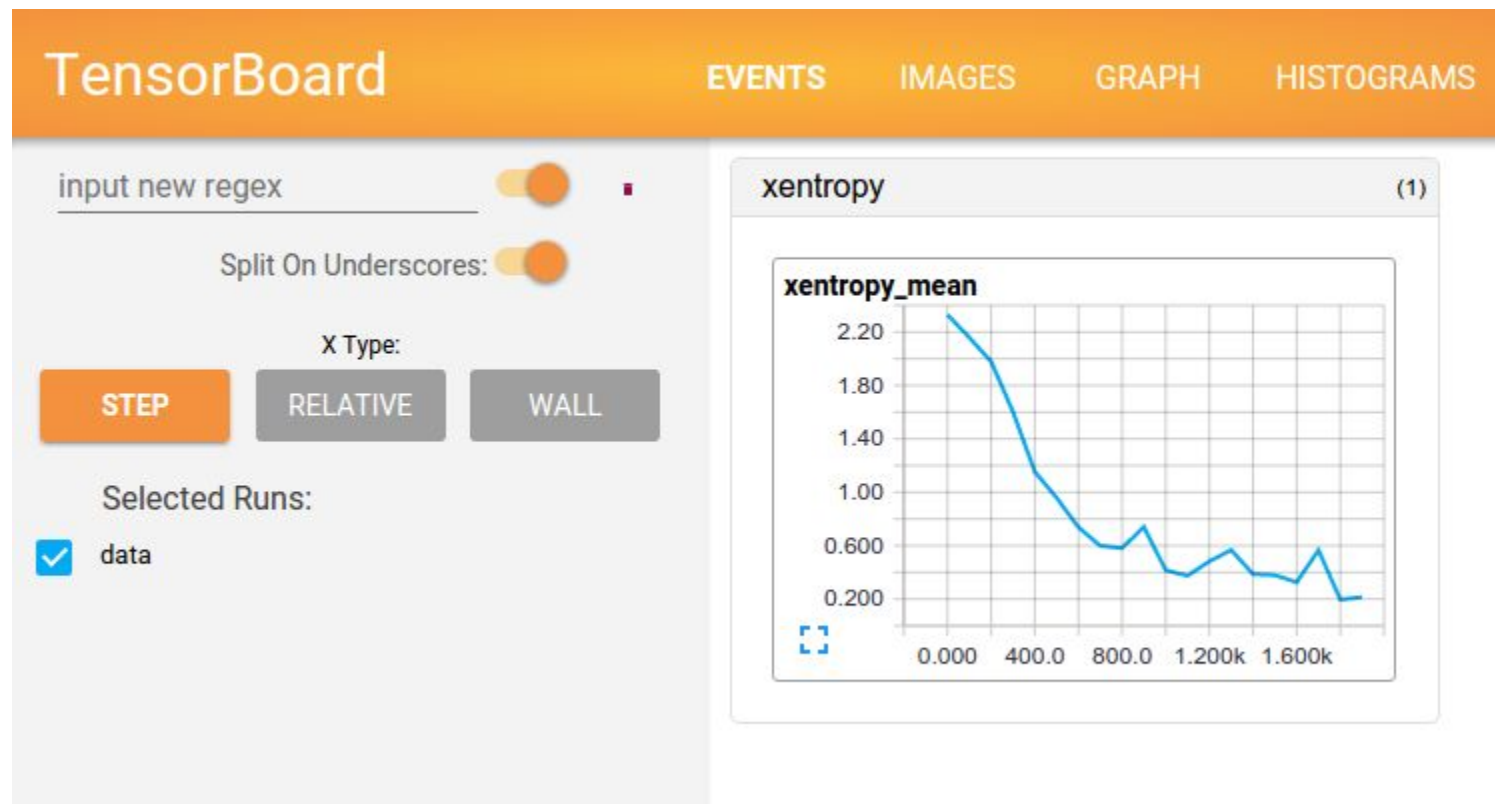 TensorBoard EVENTS IMAGES GRAPH HISTOGRAMS
input new regex
Split On Underscores:
X Type:
STEP RELATIVE WALL
Selected Runs:
data
xentropy (1)
xentropy_mean
2.20
1.80
1.40
1.00
0.600
0.200
0.000 400.0 800.0 1.200k 1.600k